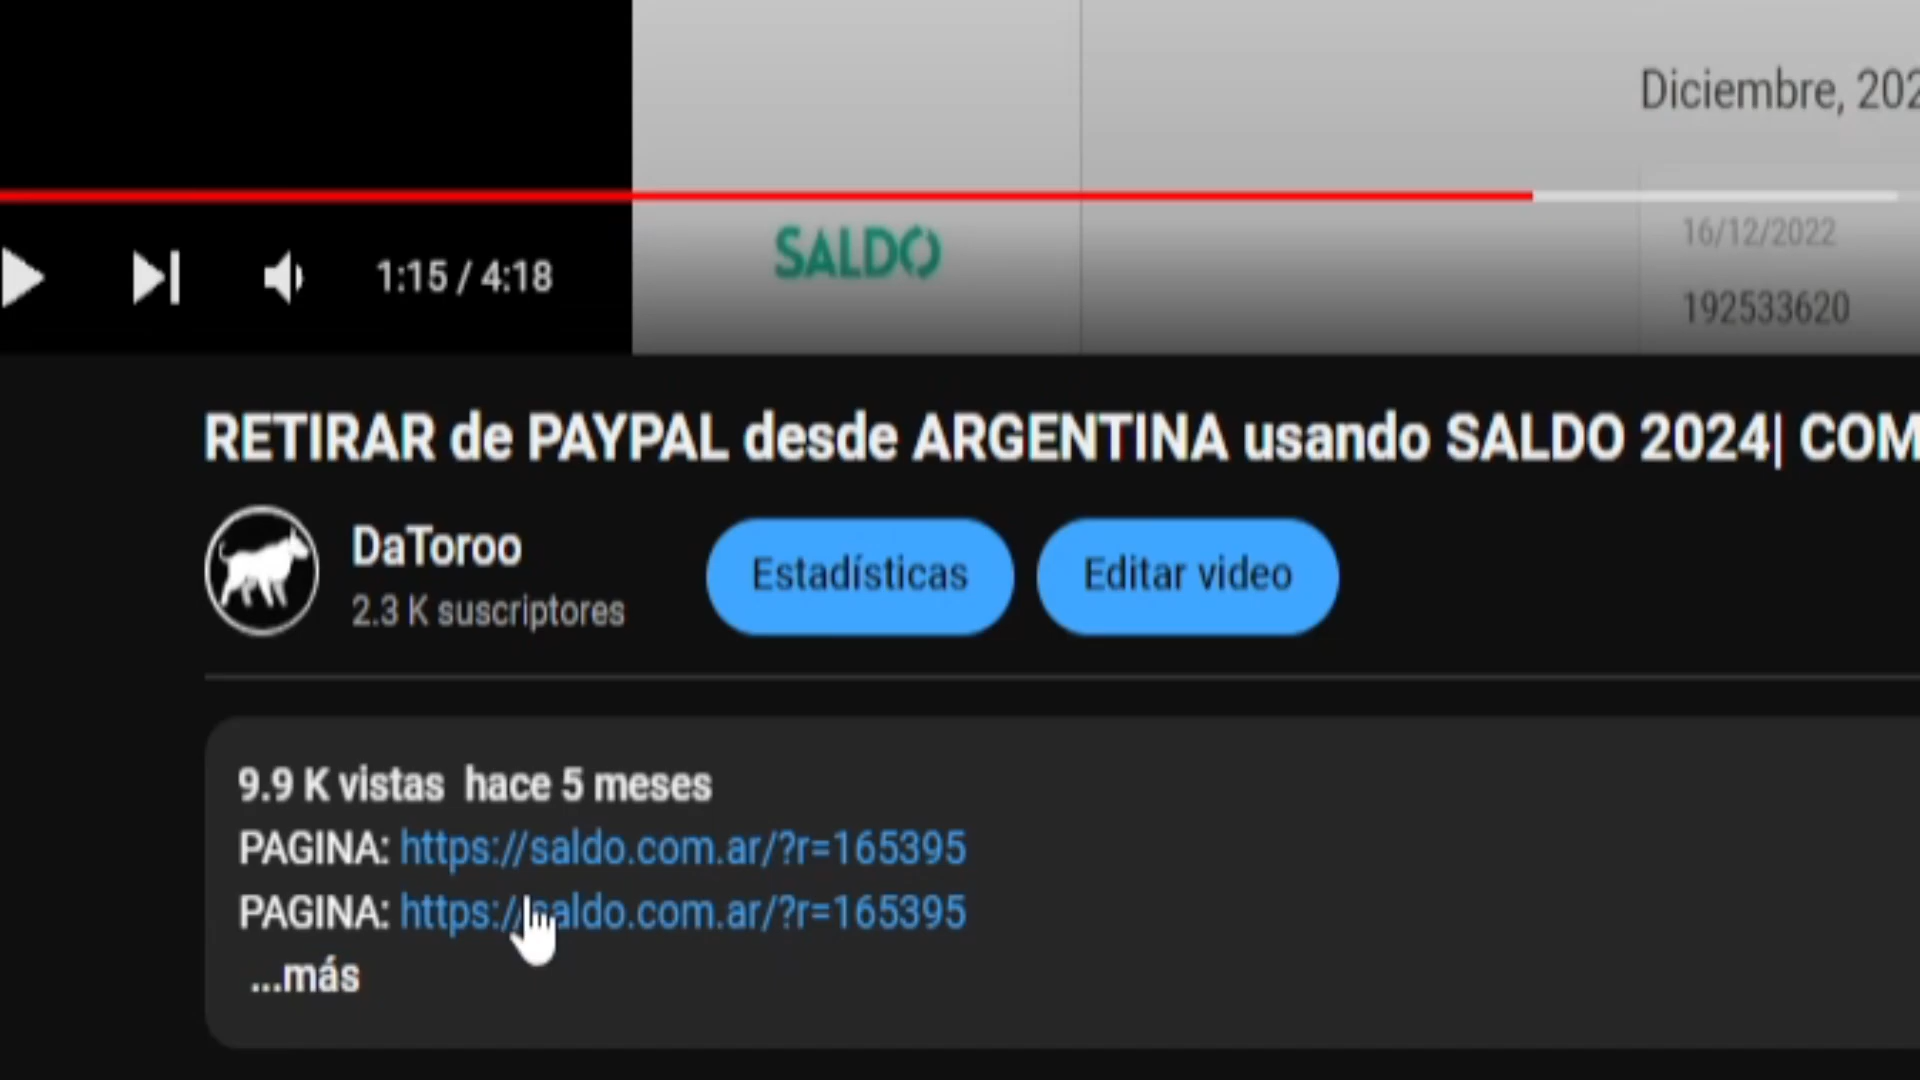 Diciembre, 202
SALDO
16/12/2022
192533620
1:15 / 4:18
RETIRAR de PAYPAL desde ARGENTINA usando SALDO 2024| COM
DaToroo
2.3 K suscriptores
Estadísticas
Editar video
9.9 K vistas hace 5 meses
PAGINA: https://saldo.com.ar/?r=165395
PAGINA: https://saldo.com.ar/?r=165395
...más